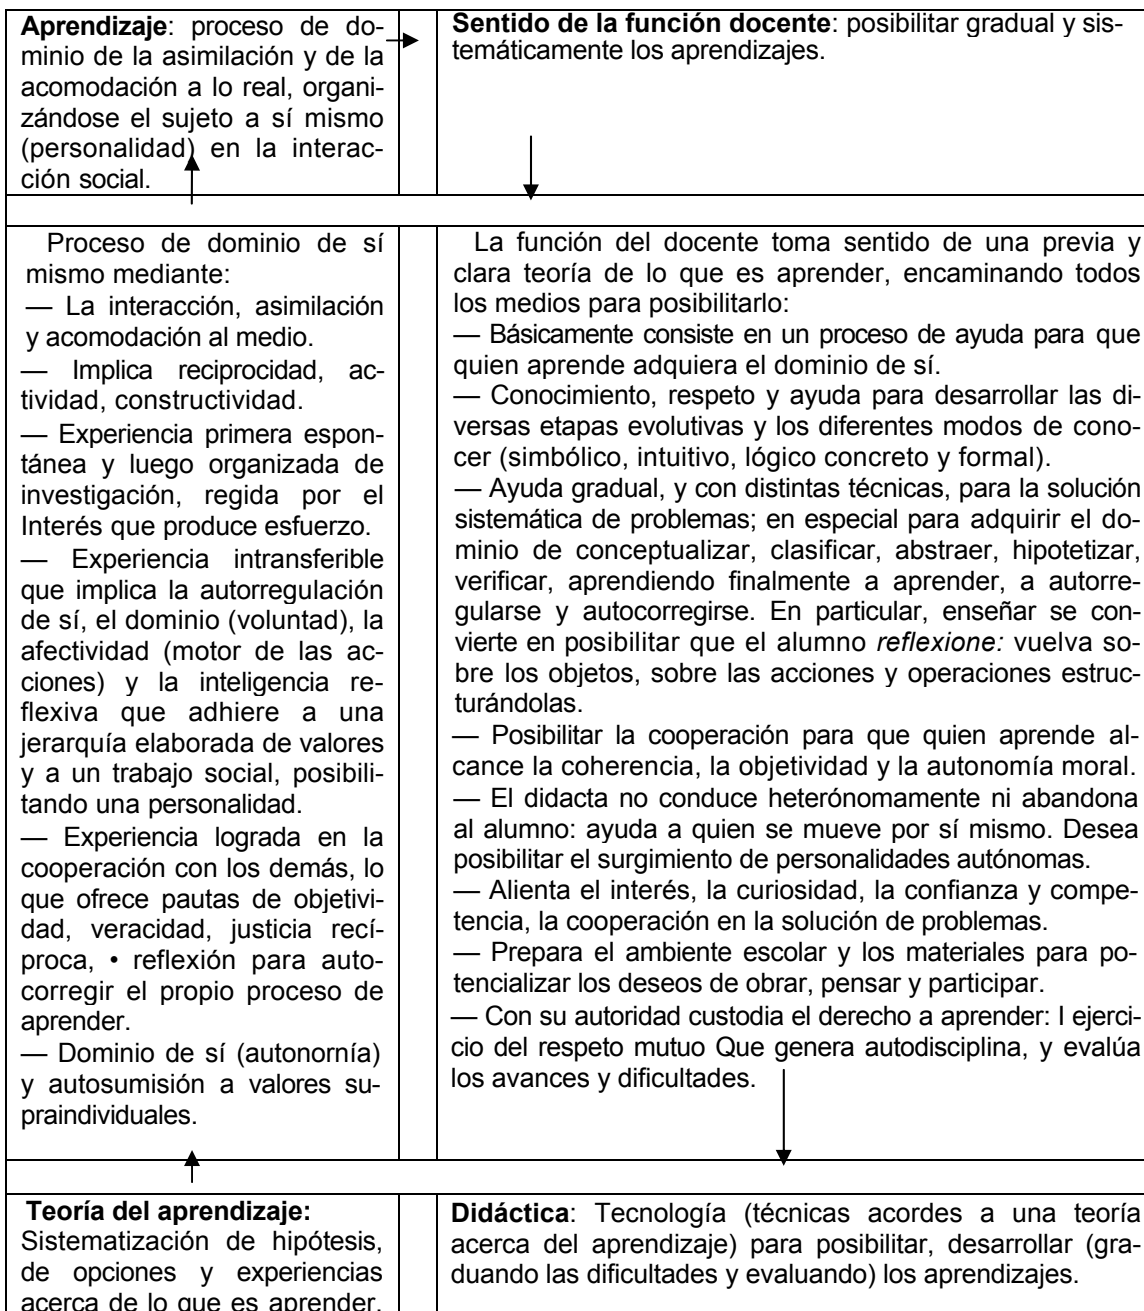 Aprendizaje: proceso de do-
minio de la asimilación y de la
acomodación a lo real, organi-
zándose el sujeto a sí mismo
(personalidad) en la interac-
ción social.
Sentido de la función docente: posibilitar gradual y sis-
temáticamente los aprendizajes.
Proceso de dominio de sí
mismo mediante:
— La interacción, asimilación
y acomodación al medio.
— Implica reciprocidad, ac-
tividad, constructividad.
— Experiencia primera espon-
tánea y luego organizada de
investigación, regida por el
Interés que produce esfuerzo.
— Experiencia intransferible
que implica la autorregulación
de sí, el dominio (voluntad), la
afectividad (motor de las ac-
ciones) y la inteligencia re-
flexiva que adhiere a una
jerarquía elaborada de valores
y a un trabajo social, posibili-
tando una personalidad.
— Experiencia lograda en la
cooperación con los demás, lo
que ofrece pautas de objetivi-
dad, veracidad, justicia recí-
proca, • reflexión para auto-
corregir el propio proceso de
aprender.
— Dominio de sí (autonornía)
y autosumisión a valores su-
praindividuales.
La función del docente toma sentido de una previa y
clara teoría de lo que es aprender, encaminando todos
los medios para posibilitarlo:
— Básicamente consiste en un proceso de ayuda para que
quien aprende adquiera el dominio de sí.
— Conocimiento, respeto y ayuda para desarrollar las di-
versas etapas evolutivas y los diferentes modos de cono-
cer (simbólico, intuitivo, lógico concreto y formal).
— Ayuda gradual, y con distintas técnicas, para la solución
sistemática de problemas; en especial para adquirir el do-
minio de conceptualizar, clasificar, abstraer, hipotetizar,
verificar, aprendiendo finalmente a aprender, a autorre-
gularse y autocorregirse. En particular, enseñar se con-
vierte en posibilitar que el alumno reflexione: vuelva so-
bre los objetos, sobre las acciones y operaciones estruc-
turándolas.
— Posibilitar la cooperación para que quien aprende al-
cance la coherencia, la objetividad y la autonomía moral.
— El didacta no conduce heterónomamente ni abandona
al alumno: ayuda a quien se mueve por sí mismo. Desea
posibilitar el surgimiento de personalidades autónomas.
— Alienta el interés, la curiosidad, la confianza y compe-
tencia, la cooperación en la solución de problemas.
— Prepara el ambiente escolar y los materiales para po-
tencializar los deseos de obrar, pensar y participar.
— Con su autoridad custodia el derecho a aprender: l ejerci-
cio del respeto mutuo Que genera autodisciplina, y evalúa
los avances y dificultades.
Teoría del aprendizaje:
Sistematización de hipótesis,
de opciones y experiencias
acerca de lo que es aprender.
Didáctica: Tecnología (técnicas acordes a una teoría
acerca del aprendizaje) para posibilitar, desarrollar (gra-
duando las dificultades y evaluando) los aprendizajes.